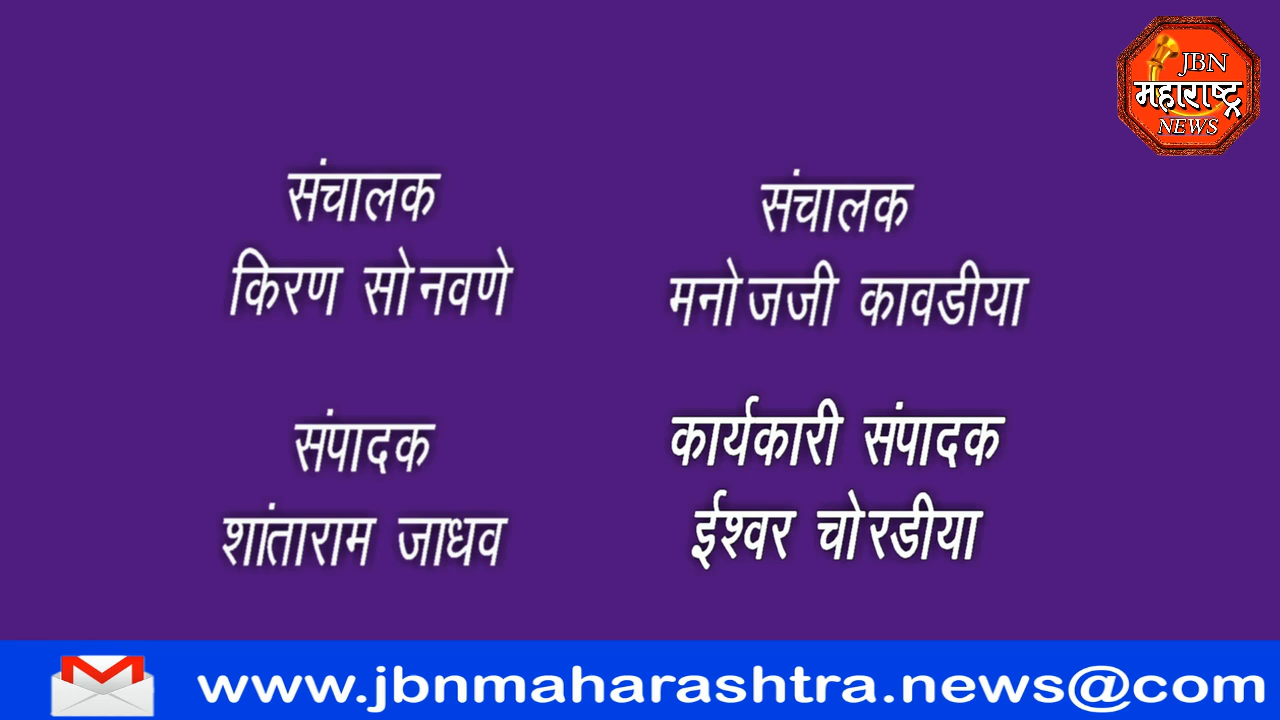 JBN
महाराष्ट्र
NEWS
संचालक
किरण सोनवणे
संचालक
मनोजजी कावडीया
संपादक
शांताराम जाधव
कार्यकारी संपादक
ईश्वर चोरडीया
www.jbnmaharashtra.news@com